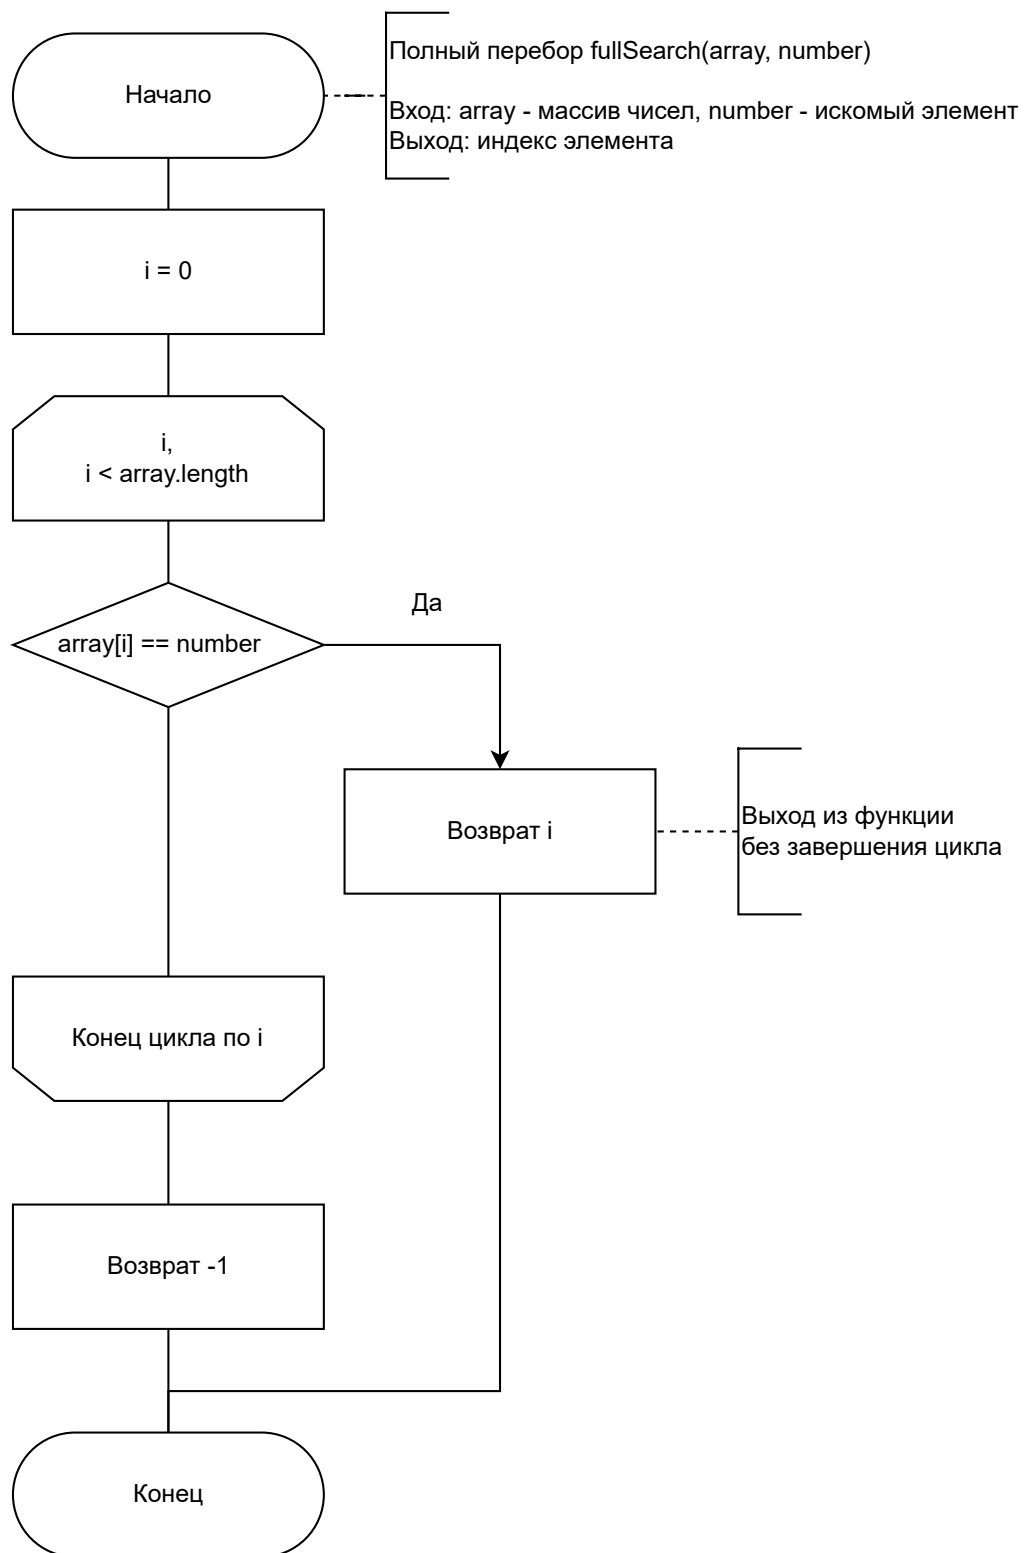 Начало
Полный перебор fullSearch(array, number)
Вход: array - массив чисел, number - искомый элемент
Выход: индекс элемента
i = 0
i,
i < array.length
array[i] == number
Да
Возврат i
Выход из функции
без завершения цикла
Конец цикла по i
Возврат -1
Конец